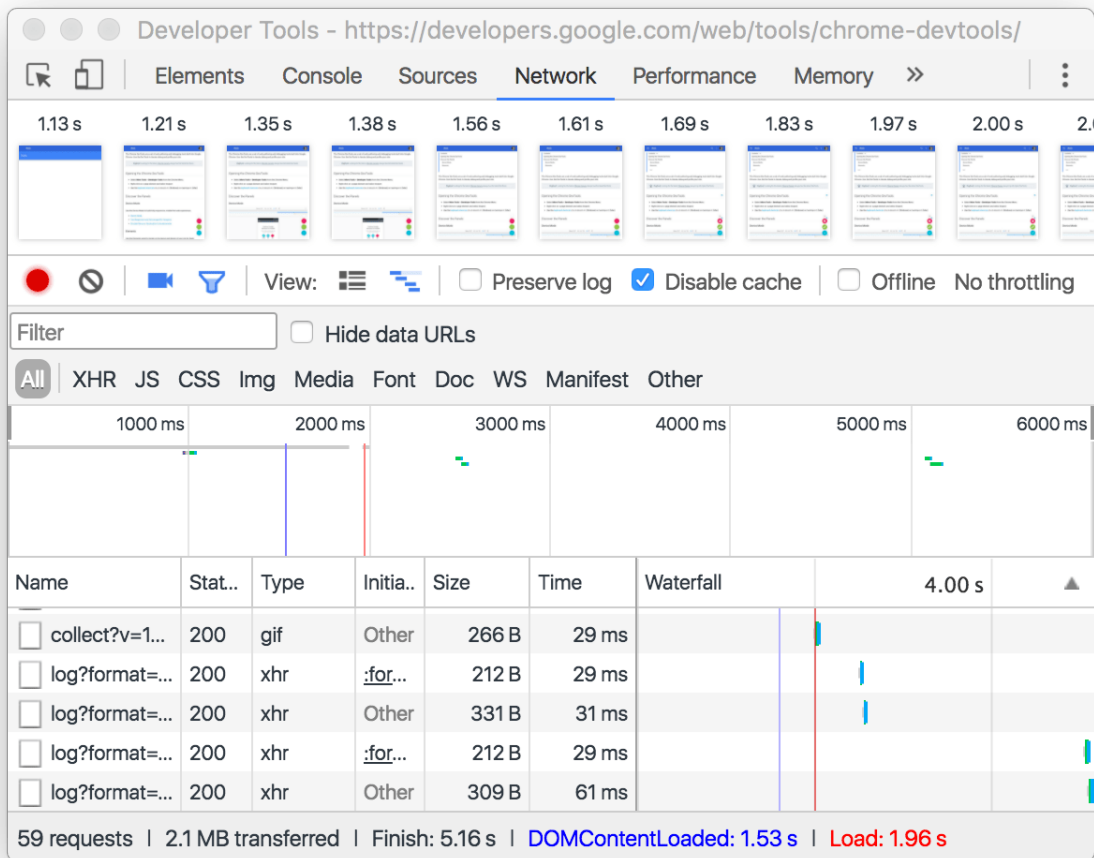 Developer Tools - https://developers.google.com/web/tools/chrome-devtools/
Elements Console Sources Network Performance Memory »
1.13 s 1.21 s 1.35 s 1.38 s 1.56 s 1.61 s 1.69 s 1.83 s 1.97 s 2.00 s 2.0
View: Preserve log Disable cache Offline No throttling
Filter Hide data URLs
All XHR JS CSS Img Media Font Doc WS Manifest Other
1000 ms 2000 ms 3000 ms 4000 ms 5000 ms 6000 ms
Name Stat... Type Initia.. Size Time Waterfall 4.00 s
collect?v=1... 200 gif Other 266 B 29 ms
log?format=... 200 xhr :for... 212 B 29 ms
log?format=... 200 xhr Other 331 B 31 ms
log?format=... 200 xhr :for... 212 B 29 ms
log?format=... 200 xhr Other 309 B 61 ms
59 requests | 2.1 MB transferred | Finish: 5.16 s | DOMContentLoaded: 1.53 s | Load: 1.96 s